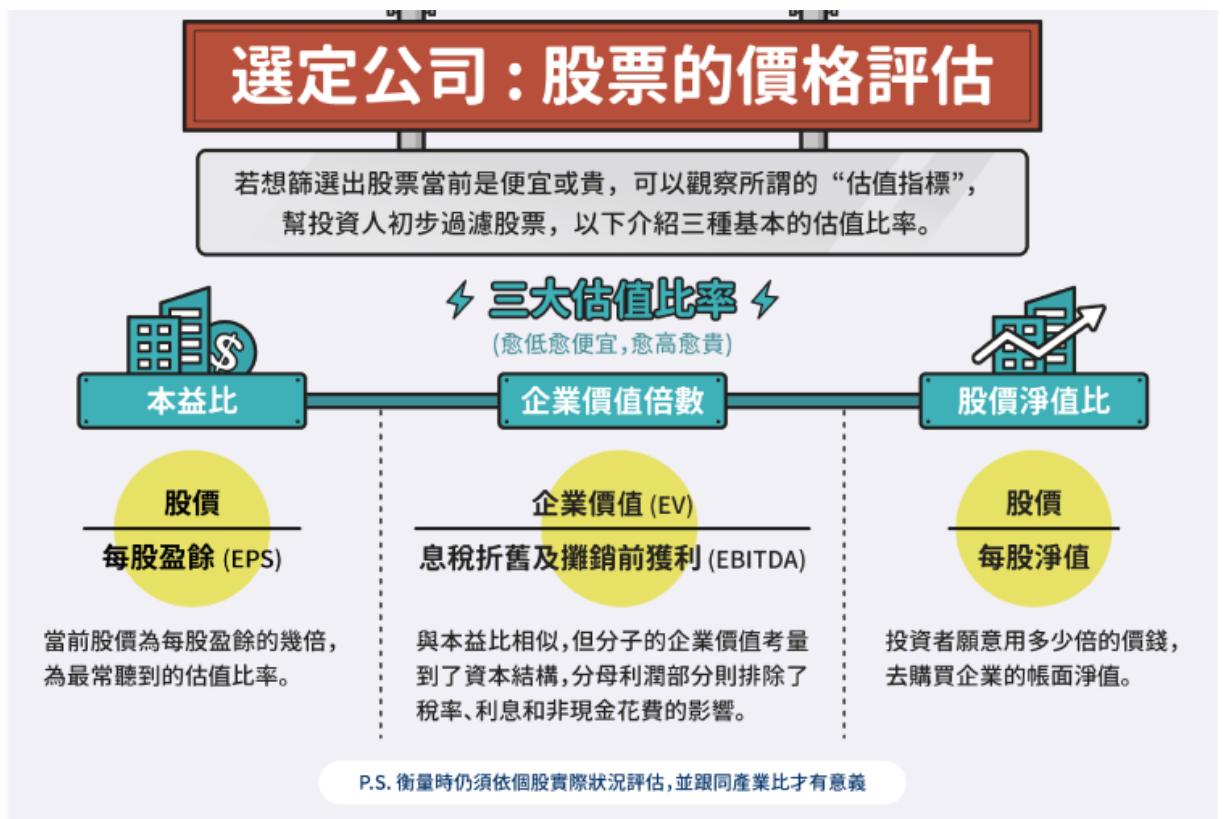 選定公司:股票的價格評估
若想篩選出股票當前是便宜或貴，可以觀察所謂的“估值指標”，
幫投資人初步過濾股票，以下介紹三種基本的估值比率。
三大估值比率
(愈低愈便宜,愈高愈貴)
本益比
股價
每股盈餘 (EPS)
當前股價為每股盈餘的幾倍，
為最常聽到的估值比率。
企業價值倍數
企業價值 (EV)
息稅折舊及攤銷前獲利 (EBITDA)
與本益比相似，但分子的企業價值考量
到了資本結構，分母利潤部分則排除了
稅率、利息和非現金花費的影響。
股價淨值比
股價
每股淨值
投資者願意用多少倍的價錢，
去購買企業的帳面淨值。
P.S. 衡量時仍須依個股實際狀況評估,並跟同產業比才有意義